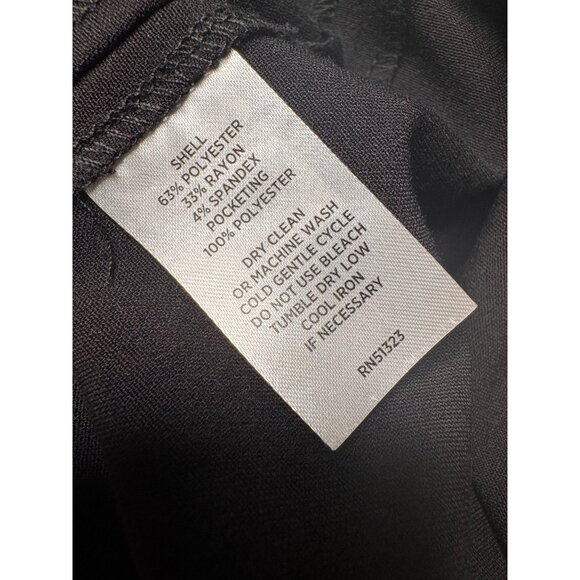 SHELL
63% POLYESTER
33% RAYON
4% SPANDEX
POCKETING
100% POLYESTER
DRY CLEAN
OR MACHINE WASH
COLD GENTLE CYCLE
DO NOT USE BLEACH
TUMBLE DRY LOW
COOL IRON
IF NECESSARY
RN51323